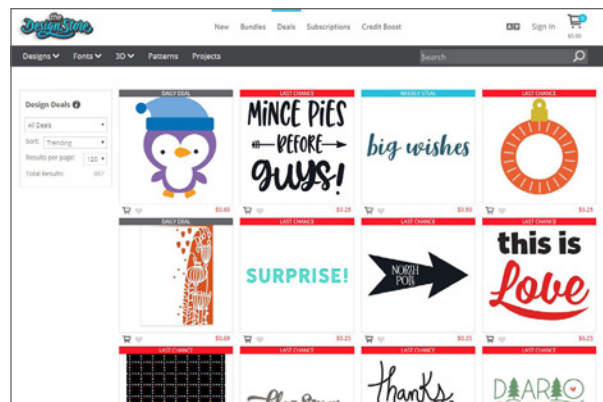 the
Design Store
New Bundles Deals Subscriptions Credit Boost
Sign In
$0.00
Designs Fonts 3D Patterns Projects
Search
Design Deals
All Deals
Sort: Trending
Results per page: 120
Total Results: 997
DAILY DEAL
LAST CHANCE
MINCE PIES
BEFORE
guys!
WEEKLY STEAL
big wishes
LAST CHANCE
$0.69
$0.25
$0.50
$0.25
DAILY DEAL
LAST CHANCE
SURPRISE!
LAST CHANCE
NORTH
POLE
LAST CHANCE
this is
Love
$0.69
$0.25
$0.25
$0.25
LAST CHANCE
LAST CHANCE
LAST CHANCE
thanks
LAST CHANCE